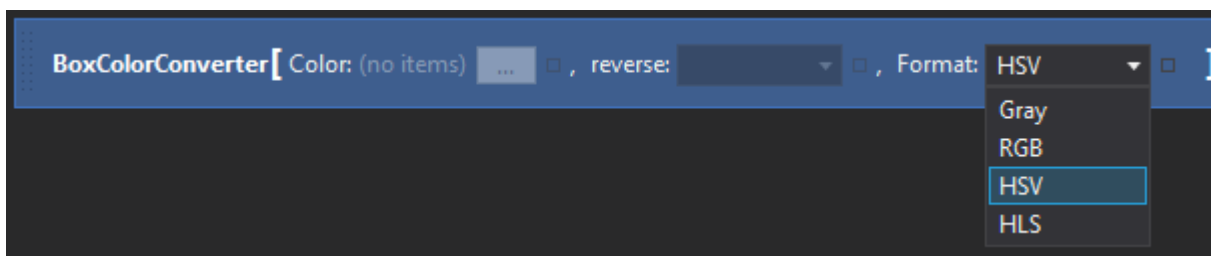 BoxColorConverter[ Color: (no items) ... , reverse: , Format: HSV ]
Gray
RGB
HSV
HLS